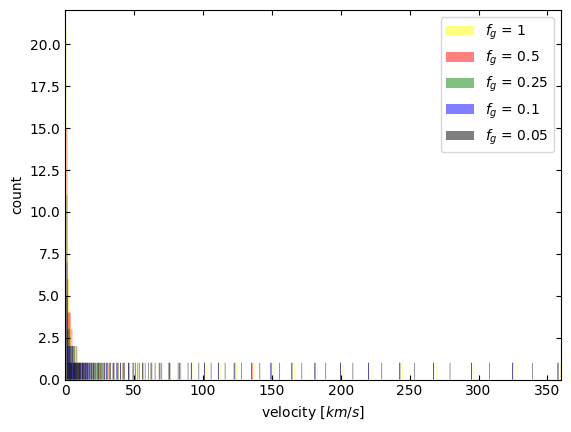 20.0
17.5
15.0
12.5
10.0
7.5
5.0
2.5
0.0
count
0 50 100 150 200 250 300 350
velocity [km/s]
f_g = 1
f_g = 0.5
f_g = 0.25
f_g = 0.1
f_g = 0.05